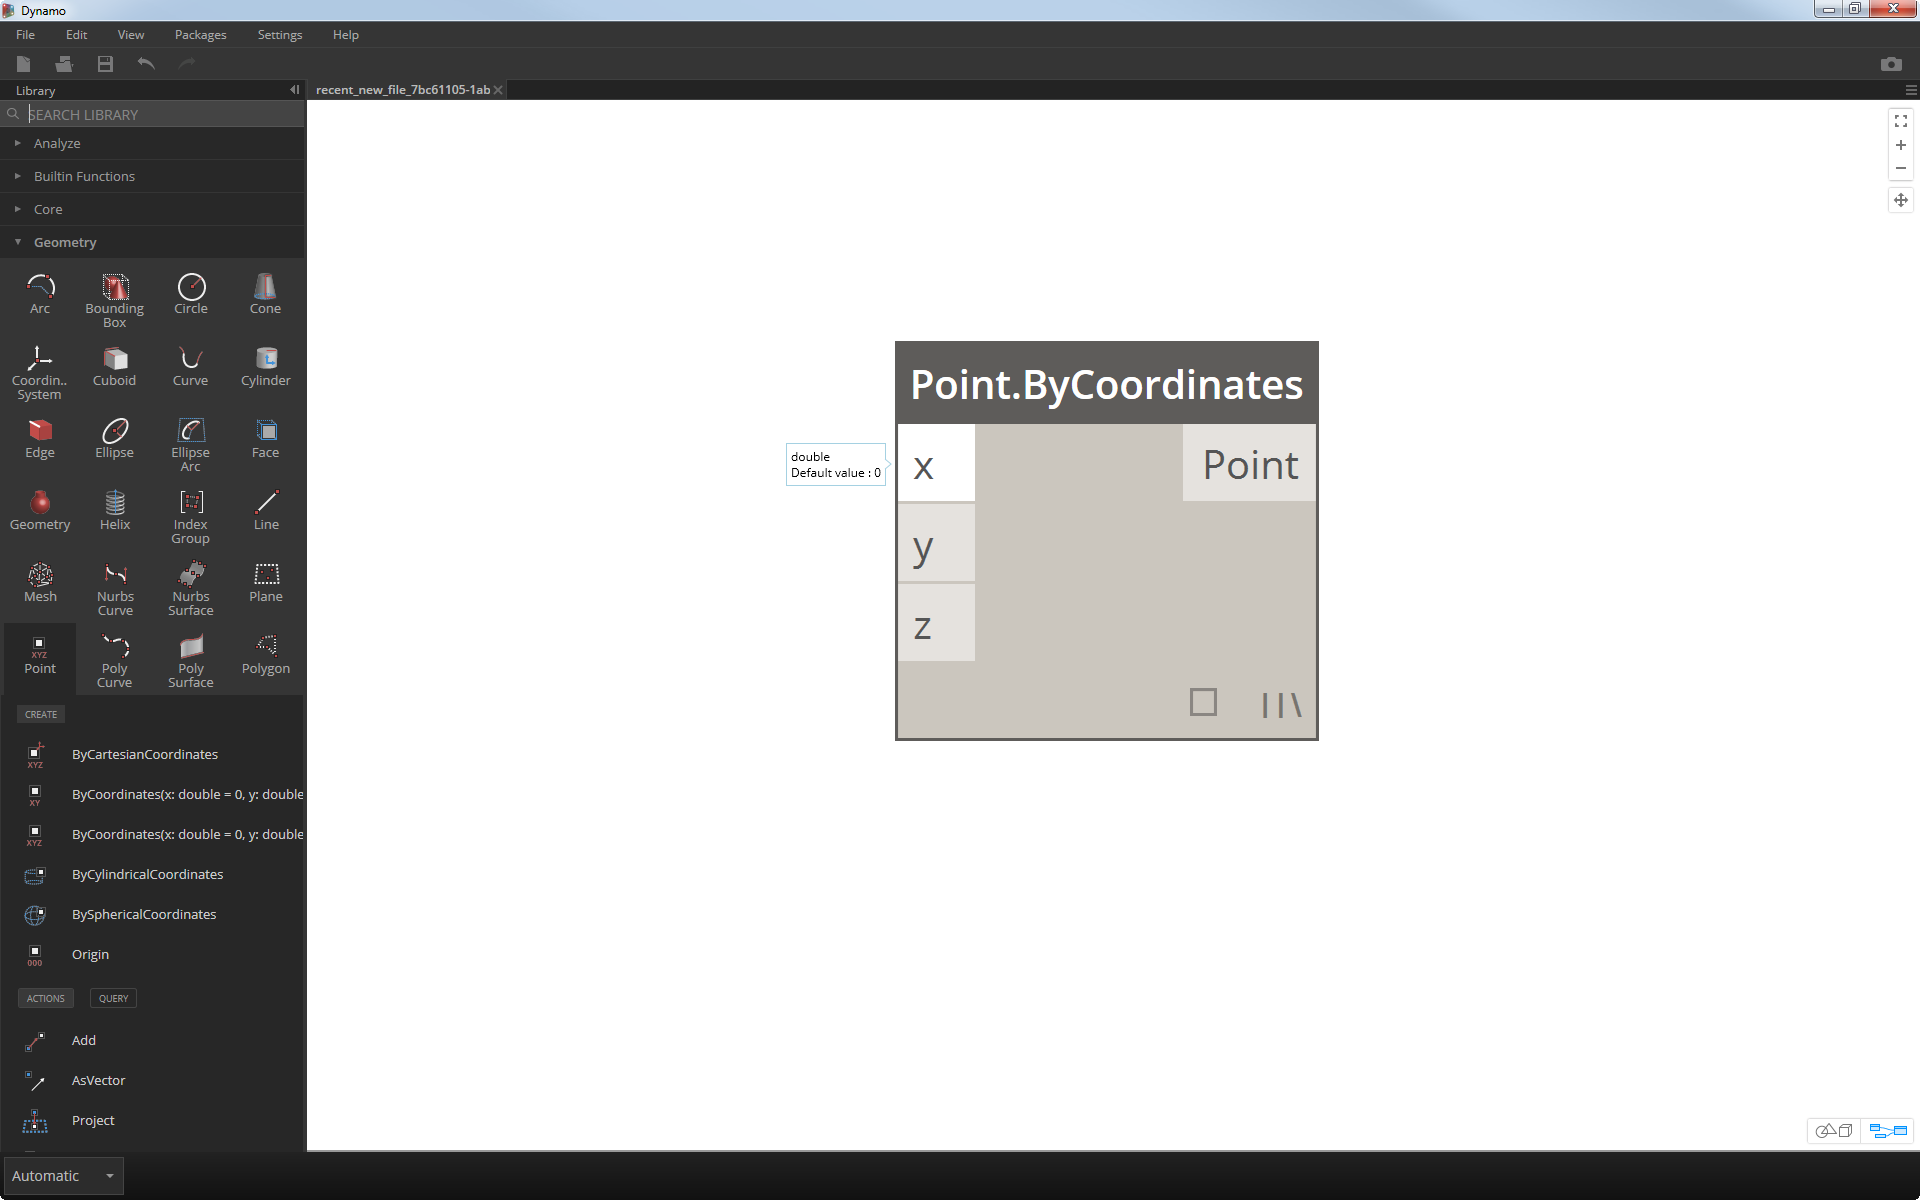 Dynamo
File Edit View Packages Settings Help
Library
recent_new_file_7bc61105-1ab
SEARCH LIBRARY
Analyze
Builtin Functions
Core
Geometry
Arc
Bounding
Box
Circle
Cone
Coordin..
System
Cuboid
Curve
Cylinder
Edge
Ellipse
Ellipse
Arc
Face
Geometry
Helix
Index
Group
Line
Mesh
Nurbs
Curve
Nurbs
Surface
Plane
XYZ
Point
Poly
Curve
Poly
Surface
Polygon
CREATE
XYZ
ByCartesianCoordinates
XY
ByCoordinates(x: double = 0, y: double
XYZ
ByCoordinates(x: double = 0, y: double
ByCylindricalCoordinates
BySphericalCoordinates
000
Origin
ACTIONS QUERY
Add
AsVector
Project
Automatic
Point.ByCoordinates
double
Default value : 0
x
Point
y
z